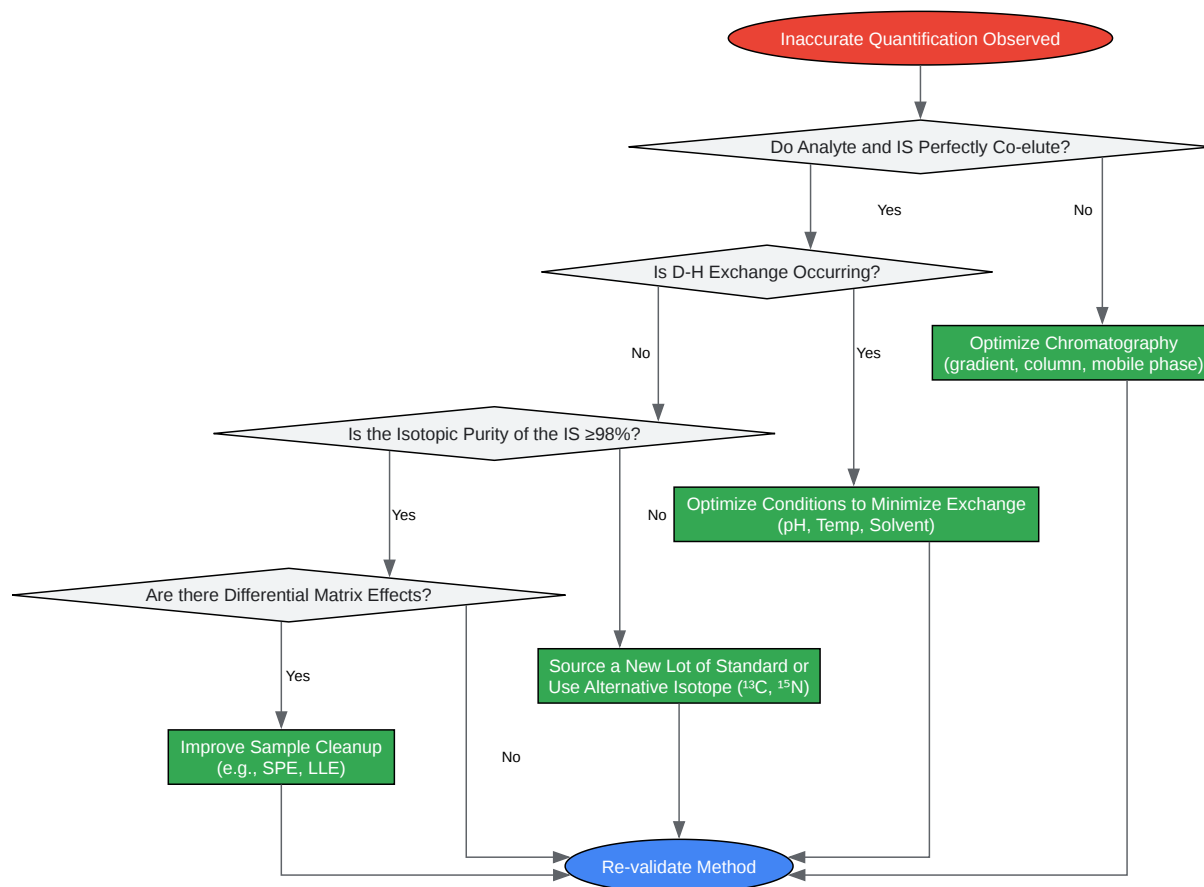 Inaccurate Quantification Observed
Do Analyte and IS Perfectly Co-elute?
Yes
No
Is D-H Exchange Occurring?
No
Yes
Optimize Chromatography
(gradient, column, mobile phase)
Is the Isotopic Purity of the IS ≥98%?
Yes
No
Optimize Conditions to Minimize Exchange
(pH, Temp, Solvent)
Are there Differential Matrix Effects?
Yes
No
Source a New Lot of Standard or
Use Alternative Isotope (¹³C, ¹⁵N)
Improve Sample Cleanup
(e.g., SPE, LLE)
Re-validate Method